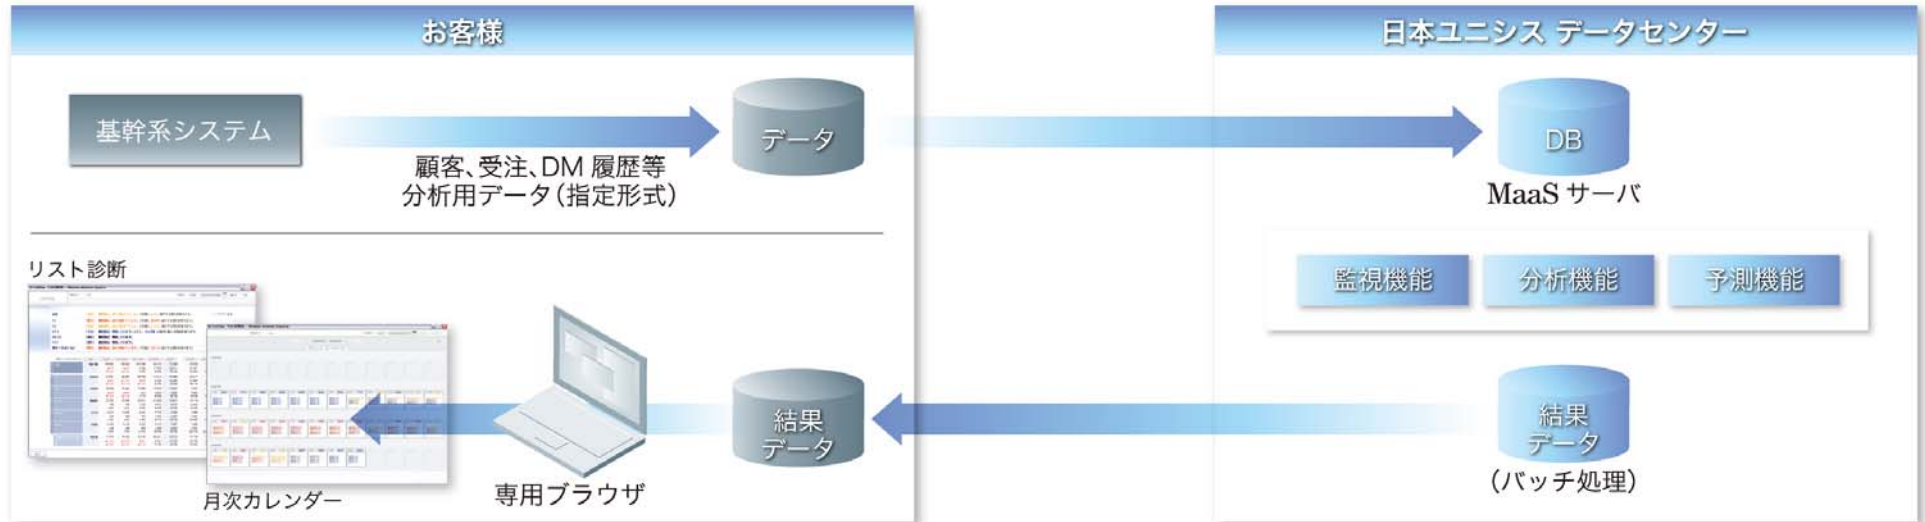 お客様
基幹系システム
顧客、受注、DM 履歴等
分析用データ(指定形式)
データ
リスト診断
月次カレンダー
専用ブラウザ
結果
データ
日本ユニシス データセンター
DB
MaaS サーバ
監視機能
分析機能
予測機能
結果
データ
(バッチ処理)